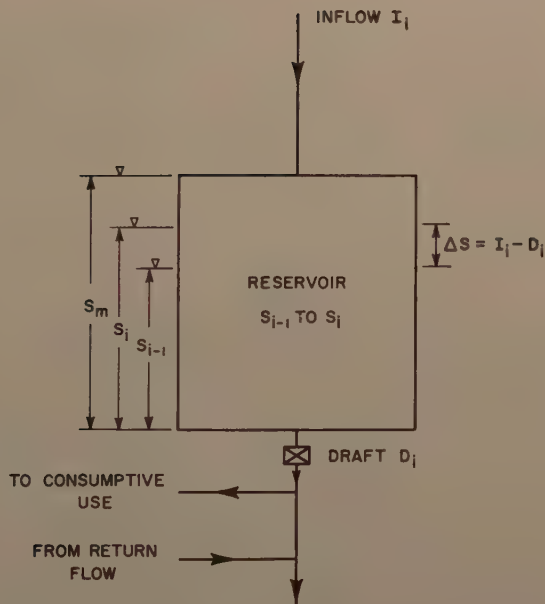 INFLOW Iᵢ
ΔS = Iᵢ – Dᵢ
Sₘ
Sᵢ
Sᵢ₋₁
RESERVOIR
Sᵢ₋₁ TO Sᵢ
DRAFT Dᵢ
TO CONSUMPTIVE
USE
FROM RETURN
FLOW